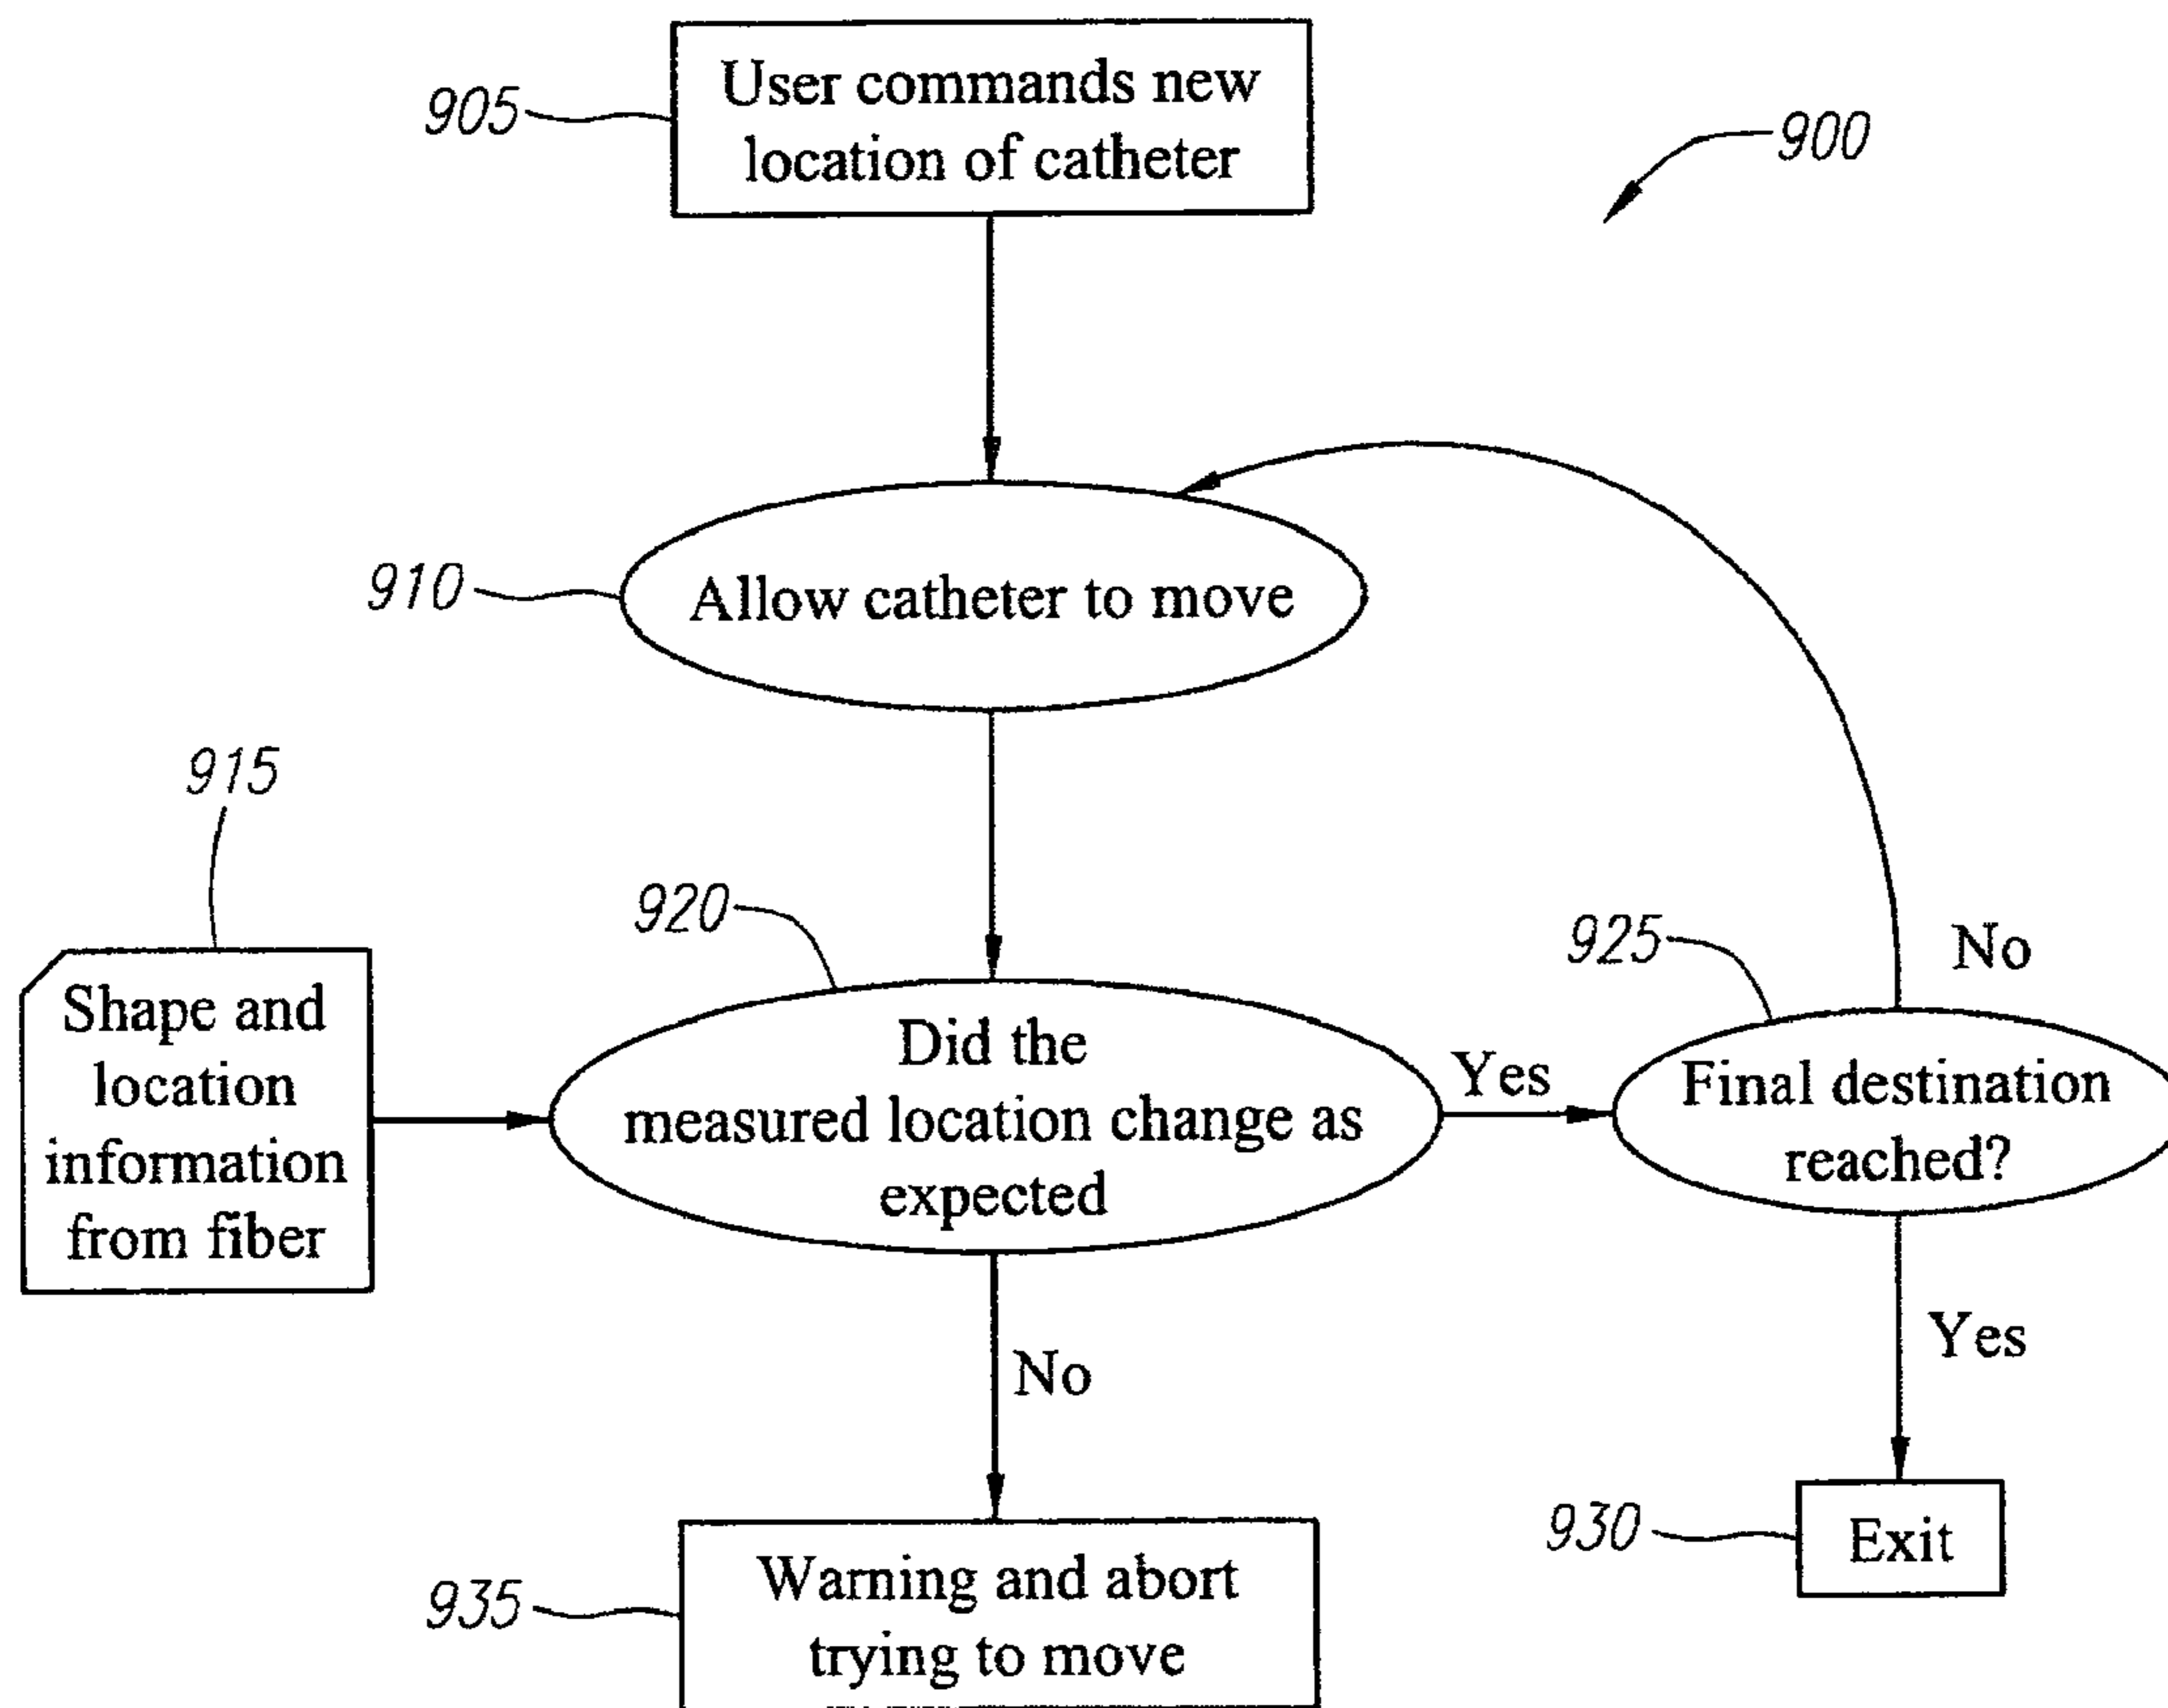 User commands new
location of catheter
905
900
910
Allow catheter to move
915
920
925
No
Shape and
location
information
from fiber
Did the
measured location change as
expected
Yes
Final destination
reached?
No
Yes
930
Exit
935
Warning and abort
trying to move